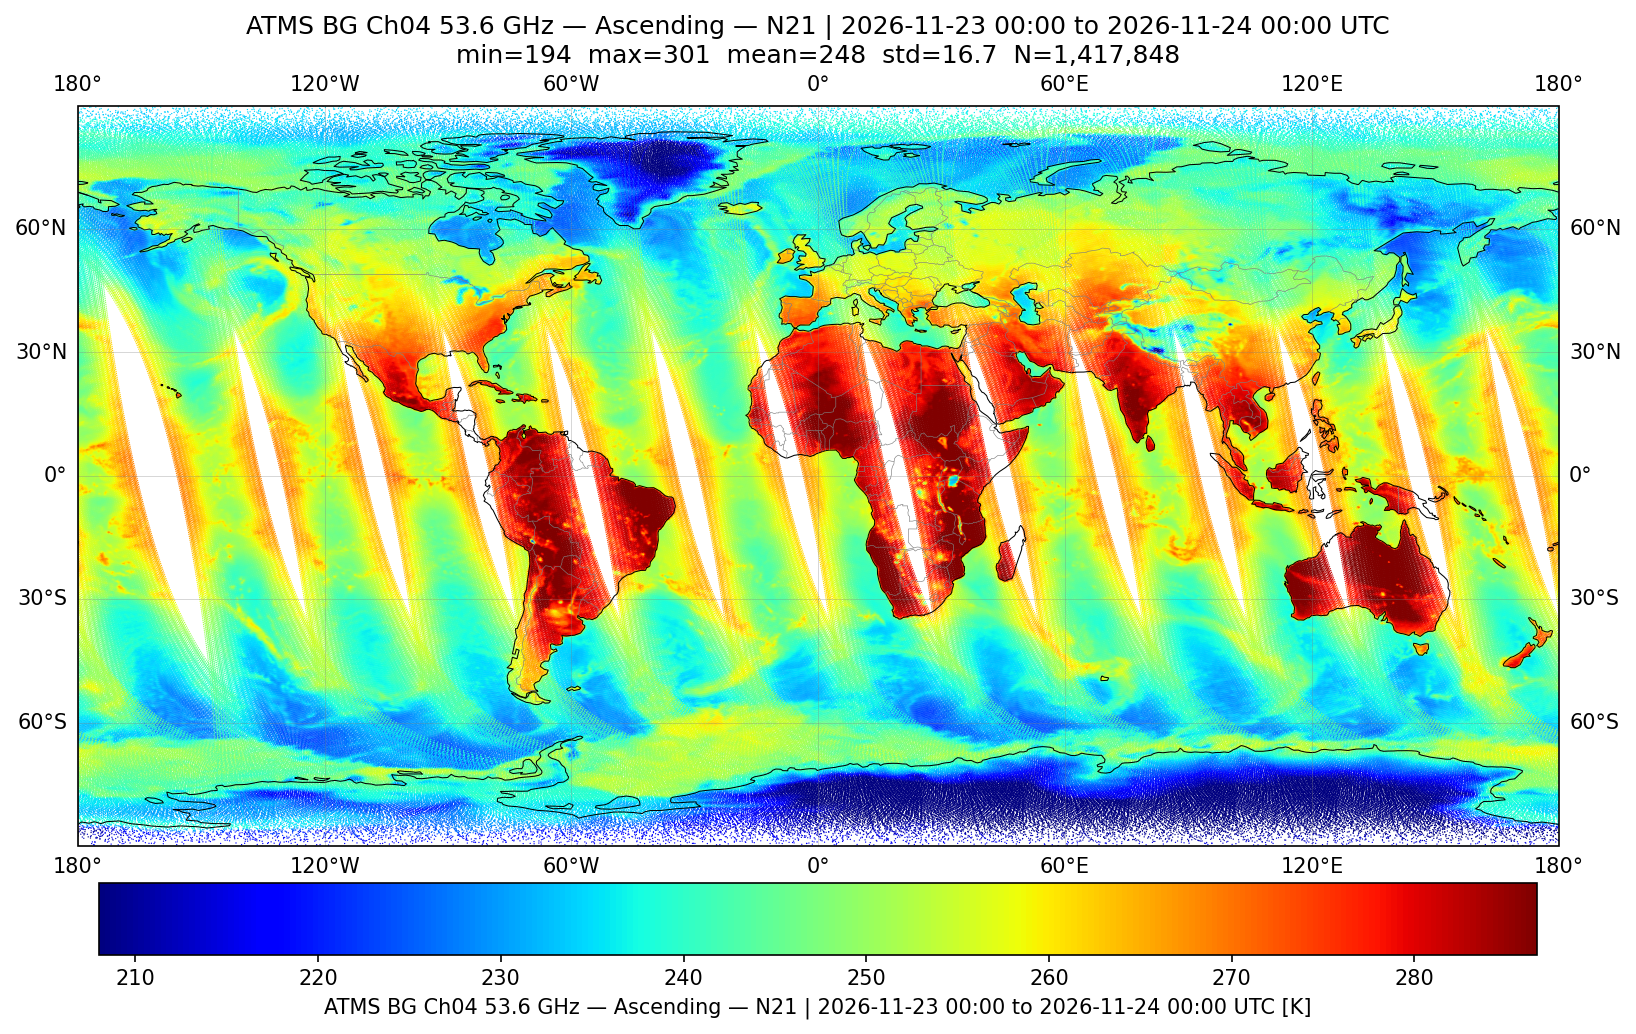 ATMS BG Ch04 53.6 GHz — Ascending — N21 | 2026-11-23 00:00 to 2026-11-24 00:00 UTC
min=194 max=301 mean=248 std=16.7 N=1,417,848
180° 120°W 60°W 0° 60°E 120°E 180°
60°N 60°N
30°N 30°N
0° 0°
30°S 30°S
60°S 60°S
180° 120°W 60°W 0° 60°E 120°E 180°
210 220 230 240 250 260 270 280
ATMS BG Ch04 53.6 GHz — Ascending — N21 | 2026-11-23 00:00 to 2026-11-24 00:00 UTC [K]